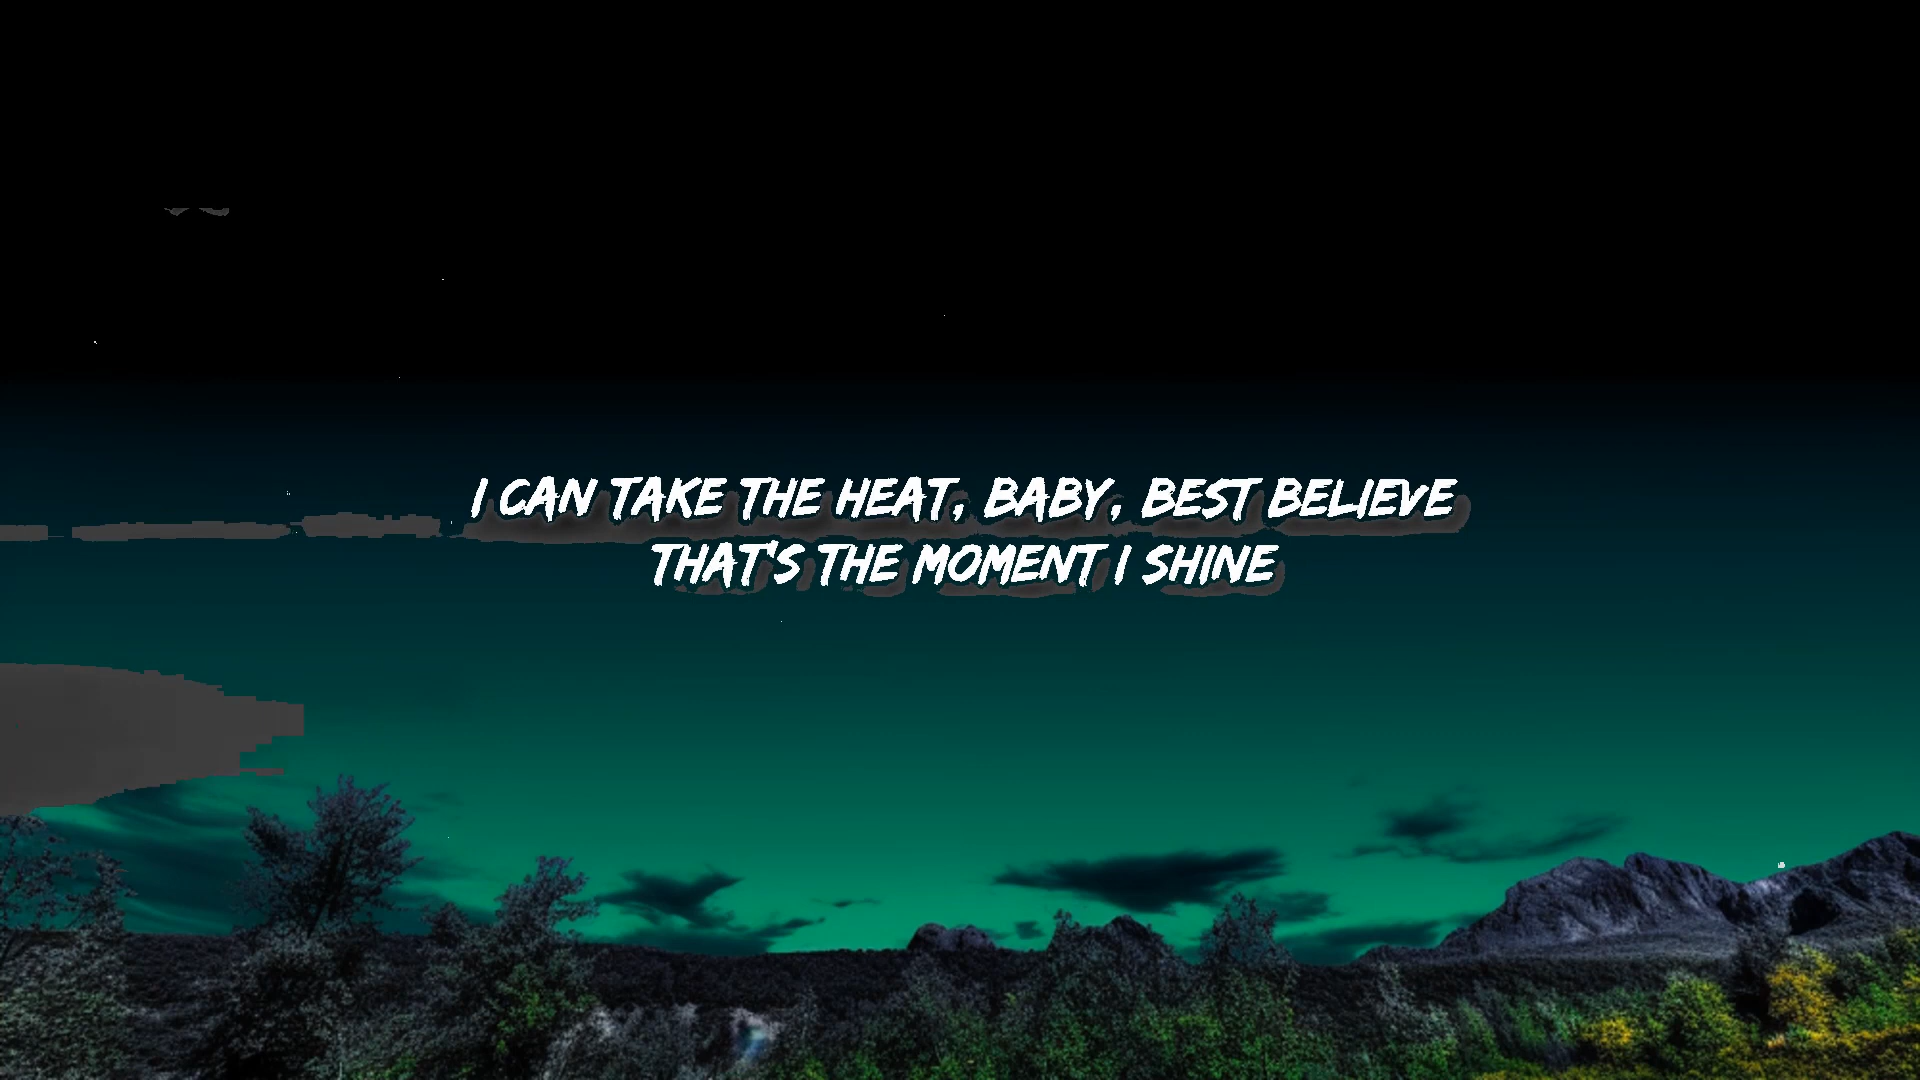 I CAN TAKE THE HEAT, BABY, BEST BELIEVE
THAT'S THE MOMENT I SHINE